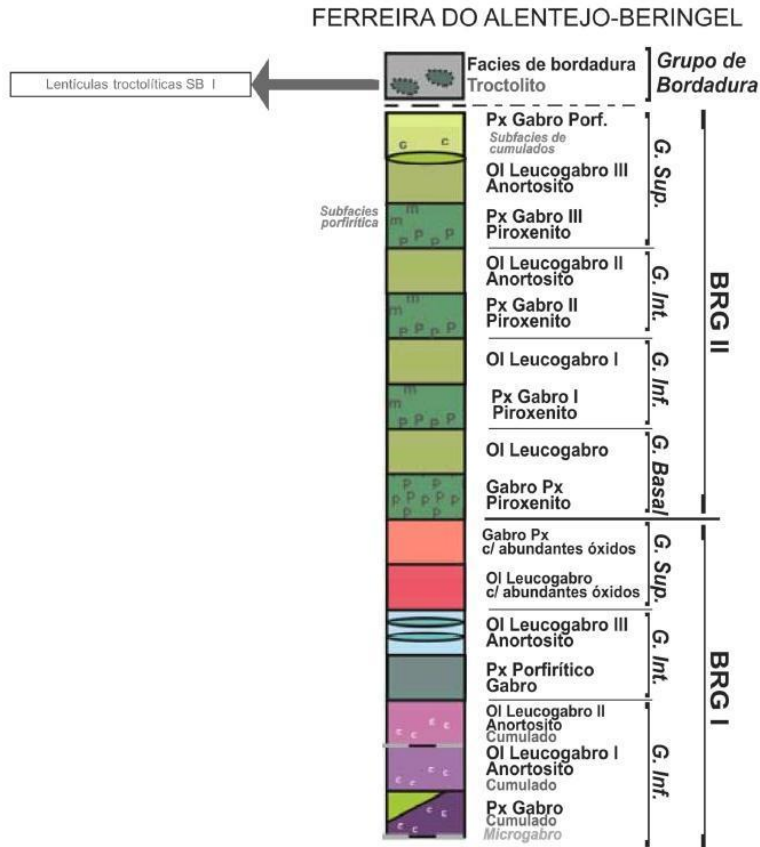 FERREIRA DO ALENTEJO-BERINGEL
Lentículas troctolíticas SB I
Facies de bordadura
Troctolito
Grupo de
Bordadura
Px Gabro Porf.
Subfacies de
cumulados
c c
Ol Leucogabro III
Anortosito
G. Sup.
Subfacies
porfirítica
m
m
P P P P
Px Gabro III
Piroxenito
Ol Leucogabro II
Anortosito
G. Int.
m
m
P P P P
Px Gabro II
Piroxenito
BRG II
Ol Leucogabro I
G. Inf.
m
m
P P P P
Px Gabro I
Piroxenito
Ol Leucogabro
G. Basal
P P P
P P P P
P P
Gabro Px
Piroxenito
Gabro Px
c/ abundantes óxidos
G. Sup.
Ol Leucogabro
c/ abundantes óxidos
Ol Leucogabro III
Anortosito
G. Int.
Px Porfirítico
Gabro
BRG I
Ol Leucogabro II
Anortosito
Cumulado
c c c c
Ol Leucogabro I
Anortosito
Cumulado
c c c c
G. Inf.
Px Gabro
Cumulado
Microgabro
c c c c